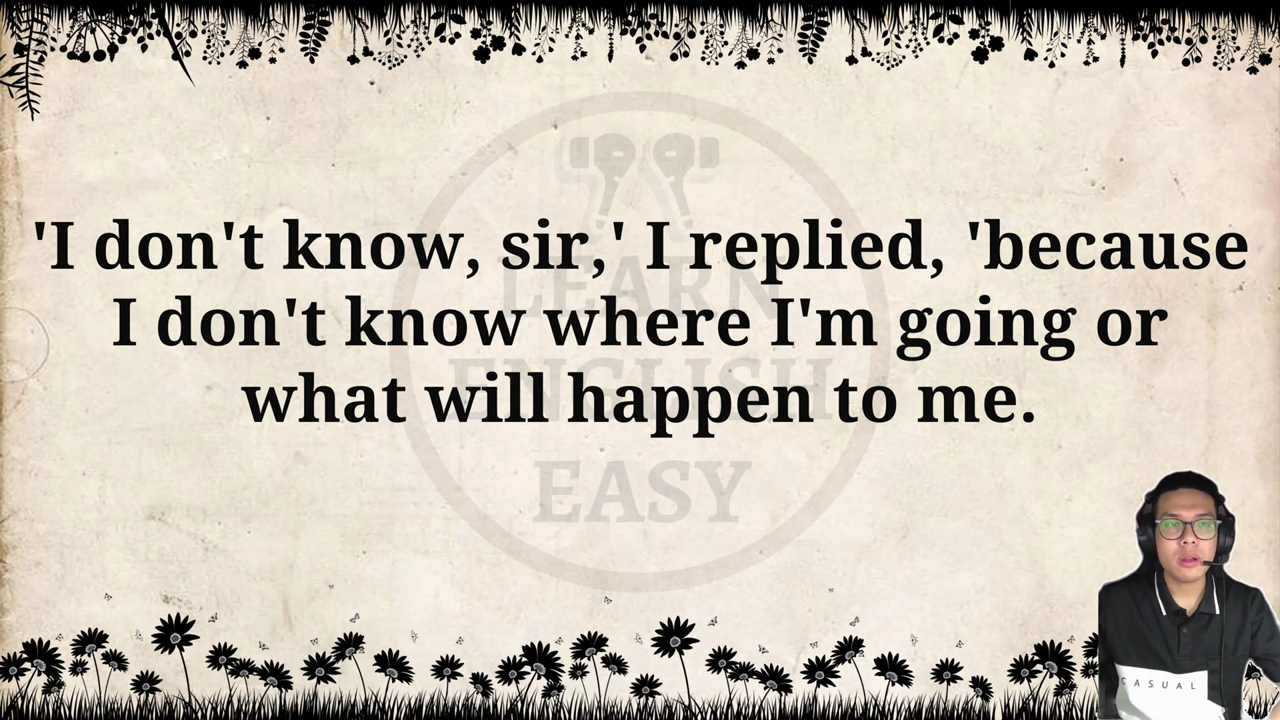 'I don't know, sir,' I replied, 'because
I don't know where I'm going or
what will happen to me.
LEARN
ENGLISH
EASY
CASUAL